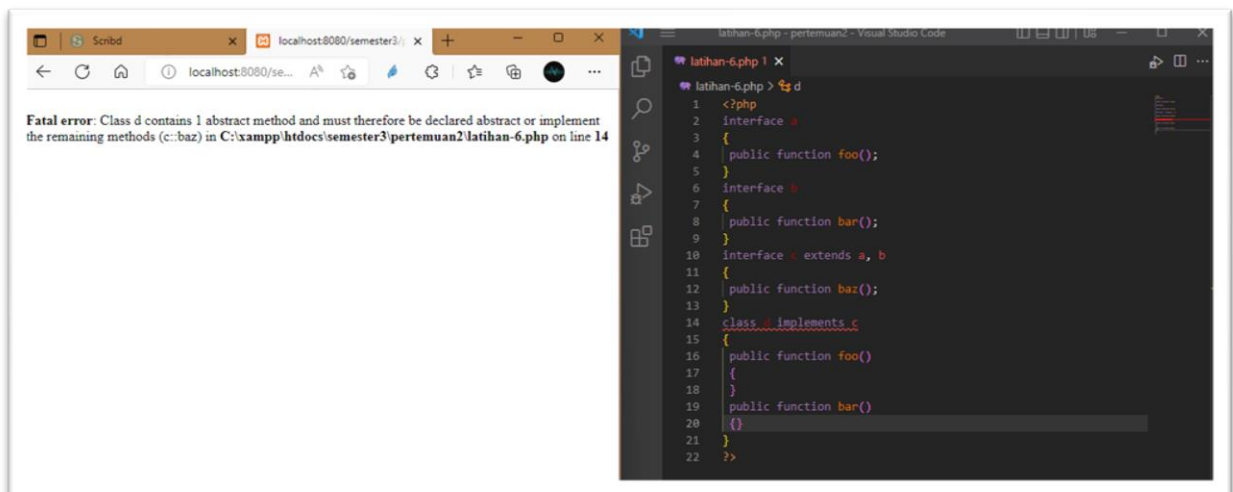 Scribd
localhost:8080/semester3/
localhost:8080/se...
Fatal error: Class d contains 1 abstract method and must therefore be declared abstract or implement
the remaining methods (c::baz) in C:\xampp\htdocs\semester3\pertemuan2\latihan-6.php on line 14
latihan-6.php - pertemuan2 - Visual Studio Code
latihan-6.php 1
latihan-6.php > d
1 <?php
2 interface a
3 {
4 public function foo();
5 }
6 interface b
7 {
8 public function bar();
9 }
10 interface c extends a, b
11 {
12 public function baz();
13 }
14 class d implements c
15 {
16 public function foo()
17 {
18 }
19 public function bar()
20 {}
21 }
22 ?>